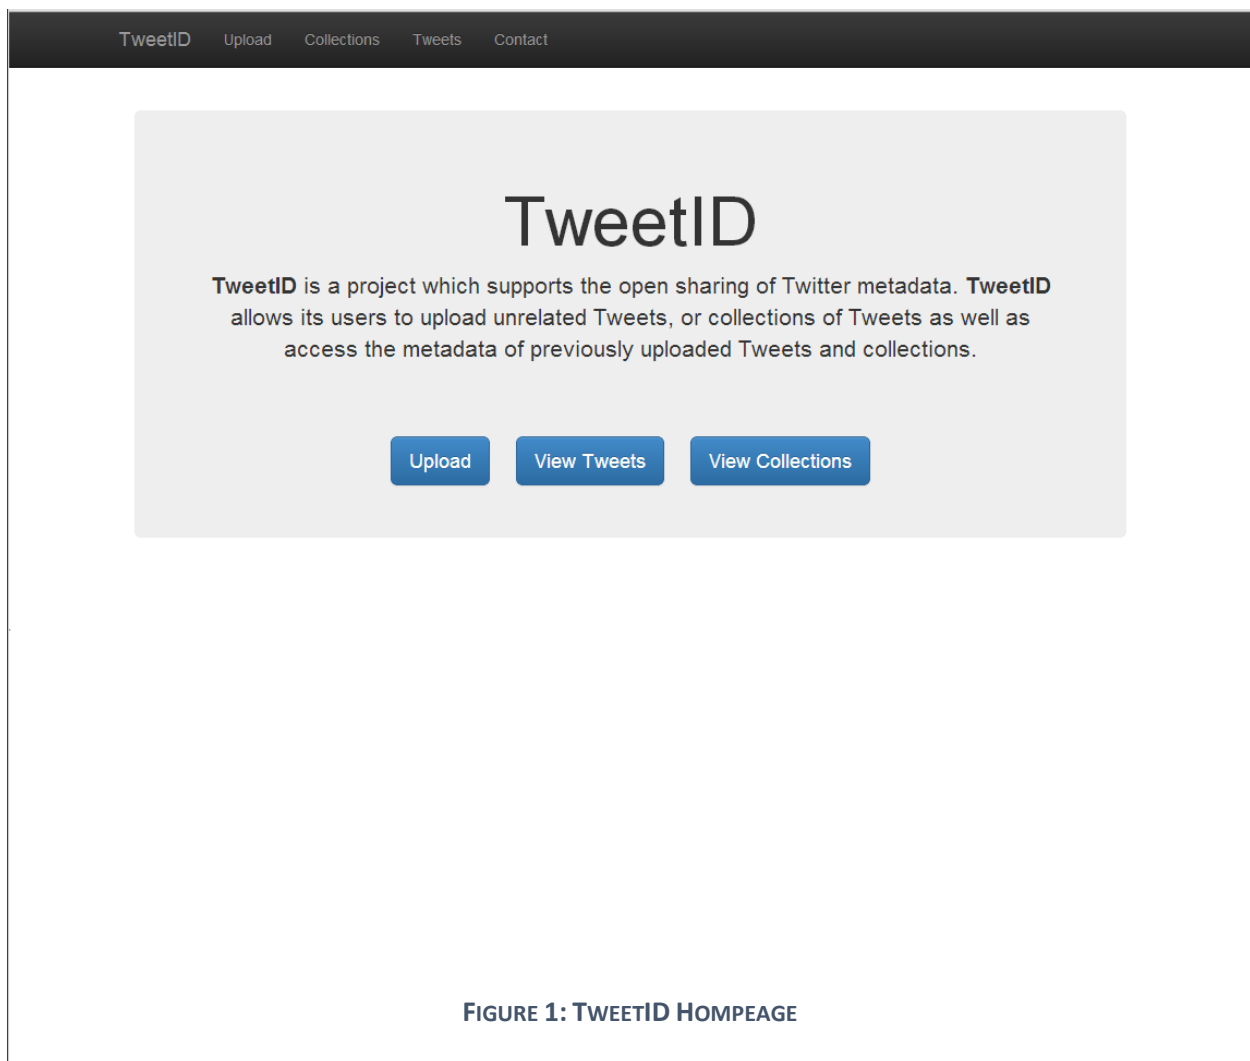 TweetID Upload Collections Tweets Contact
TweetID
TweetID is a project which supports the open sharing of Twitter metadata. TweetID
allows its users to upload unrelated Tweets, or collections of Tweets as well as
access the metadata of previously uploaded Tweets and collections.
Upload View Tweets View Collections
FIGURE 1: TWEETID HOMPEAGE